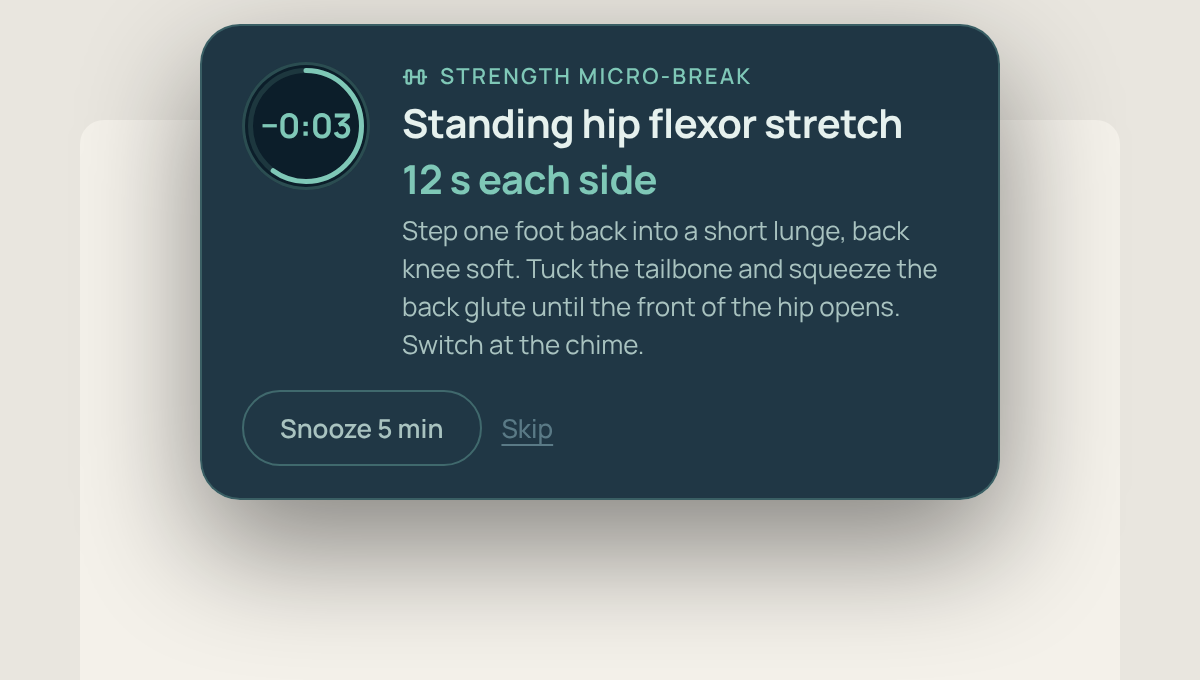 −0:03
STRENGTH MICRO-BREAK
Standing hip flexor stretch
12 s each side
Step one foot back into a short lunge, back
knee soft. Tuck the tailbone and squeeze the
back glute until the front of the hip opens.
Switch at the chime.
Snooze 5 min
Skip